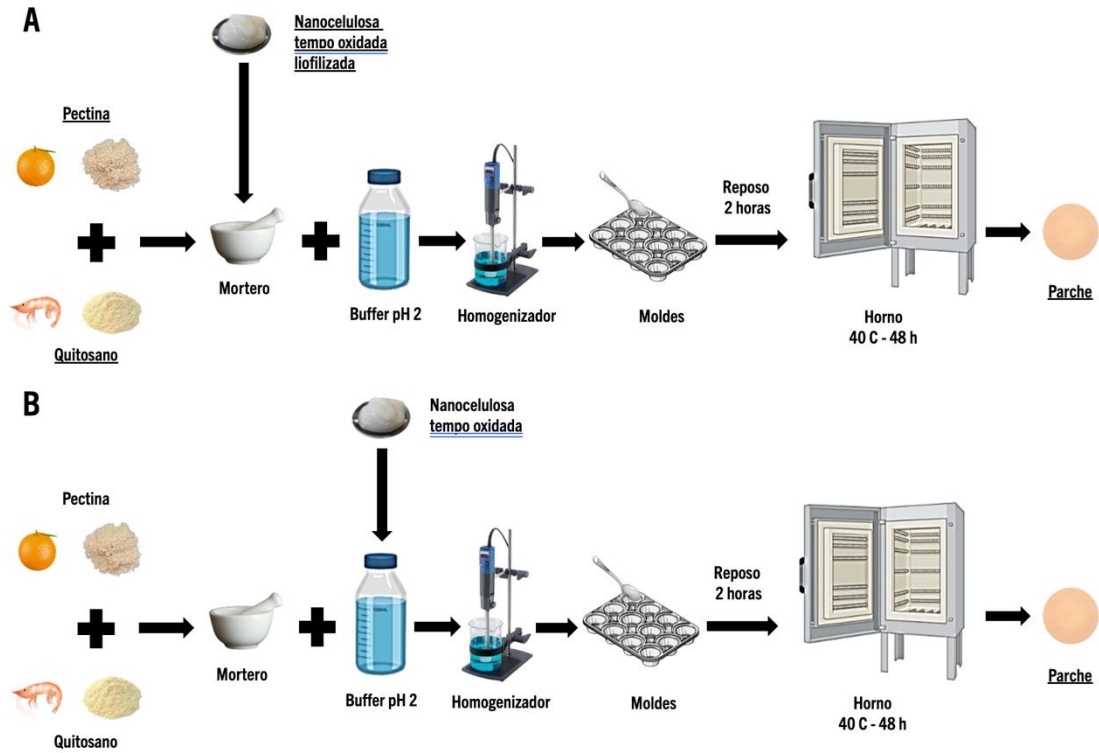 A
Nanocelulosa
tempo oxidada
liofilizada
Pectina
Quitosano
Mortero
Buffer pH 2
Homogenizador
Moldes
Reposo
2 horas
Horno
40 C - 48 h
Parche
B
Nanocelulosa
tempo oxidada
Pectina
Quitosano
Mortero
Buffer pH 2
Homogenizador
Moldes
Reposo
2 horas
Horno
40 C - 48 h
Parche